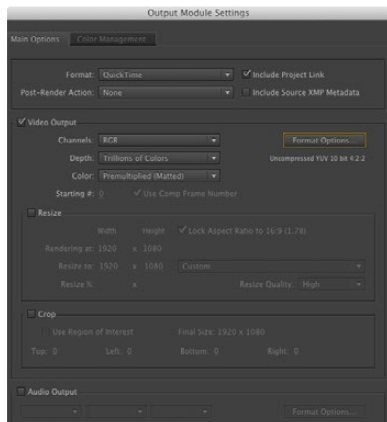 Output Module Settings
Main Options Color Management
Format: QuickTime Include Project Link
Post-Render Action: None Include Source XMP Metadata
Video Output
Channels: RGB Format Options...
Depth: Trillions of Colors Uncompressed YUV 10 bit 4:2:2
Color: Premultiplied (Matted)
Starting #: 0 Use Comp Frame Number
Resize
Width Height Lock Aspect Ratio to 16:9 (1.78)
Rendering at: 1920 x 1080
Resize to: 1920 x 1080 Custom
Resize %: x Resize Quality: High
Crop
Use Region of Interest Final Size: 1920 x 1080
Top: 0 Left: 0 Bottom: 0 Right: 0
Audio Output
Format Options...